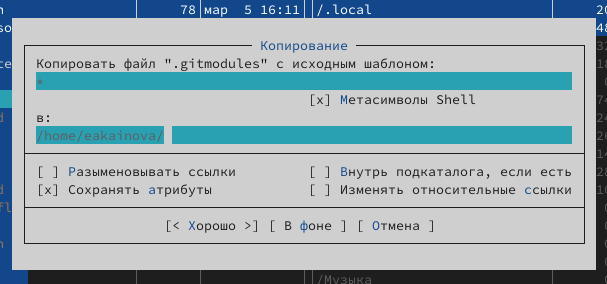 78 мар  5 16:11 /.local
Копирование
Копировать файл ".gitmodules" с исходным шаблоном:
*
[x] Метасимволы Shell
в:
/home/eakainova/
[ ] Разыменовывать ссылки [ ] Внутрь подкаталога, если есть
[x] Сохранять атрибуты [ ] Изменять относительные ссылки
[< Хорошо >] [ В фоне ] [ Отмена ]
/Музыка